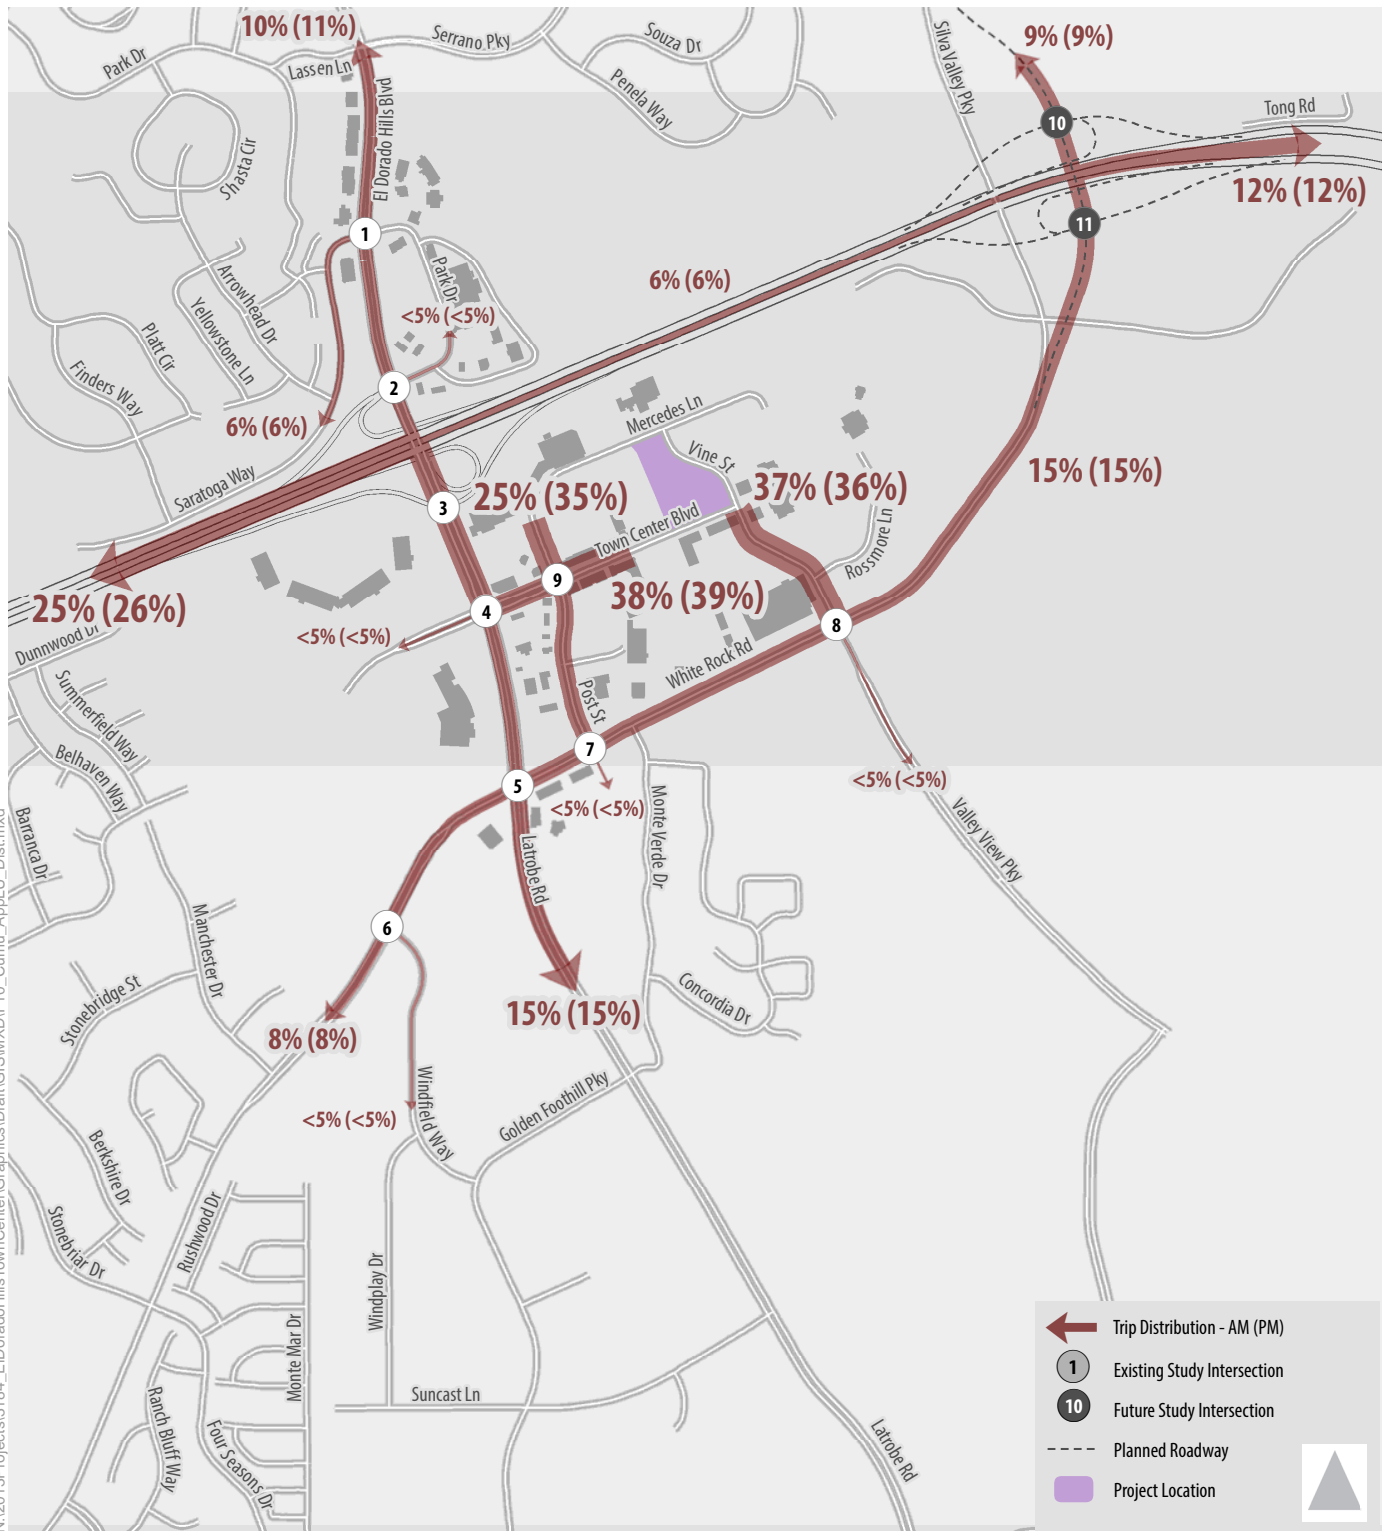 10% (11%)
Serrano Pky
Souza Dr
Silva Valley Pky
9% (9%)
Park Dr
Lassen Ln
Penela Way
El Dorado Hills Blvd
10
Tong Rd
Shasta Cir
12% (12%)
1
11
Park Dr
6% (6%)
Arrowhead Dr
Yellowstone Ln
<5% (<5%)
Platt Cir
Finders Way
2
6% (6%)
Mercedes Ln
Vine St
Saratoga Way
25% (35%)
37% (36%)
15% (15%)
3
Town Center Blvd
Rossmore Ln
9
38% (39%)
25% (26%)
4
8
<5% (<5%)
Dunnwood Dr
White Rock Rd
Summerfield Way
Post St
7
Belhaven Way
5
<5% (<5%)
<5% (<5%)
Barranca Dr
Monte Verde Dr
Valley View Pky
Latrobe Rd
6
Manchester Dr
Stonebridge St
Concordia Dr
15% (15%)
8% (8%)
Windfield Way
Golden Foothill Pky
<5% (<5%)
Berkshire Dr
Stonebriar Dr
Rushwood Dr
Windplay Dr
Monte Mar Dr
Suncast Ln
Ranch Bluff Way
Four Seasons Dr
Latrobe Rd
Trip Distribution - AM (PM)
1
Existing Study Intersection
10
Future Study Intersection
Planned Roadway
Project Location